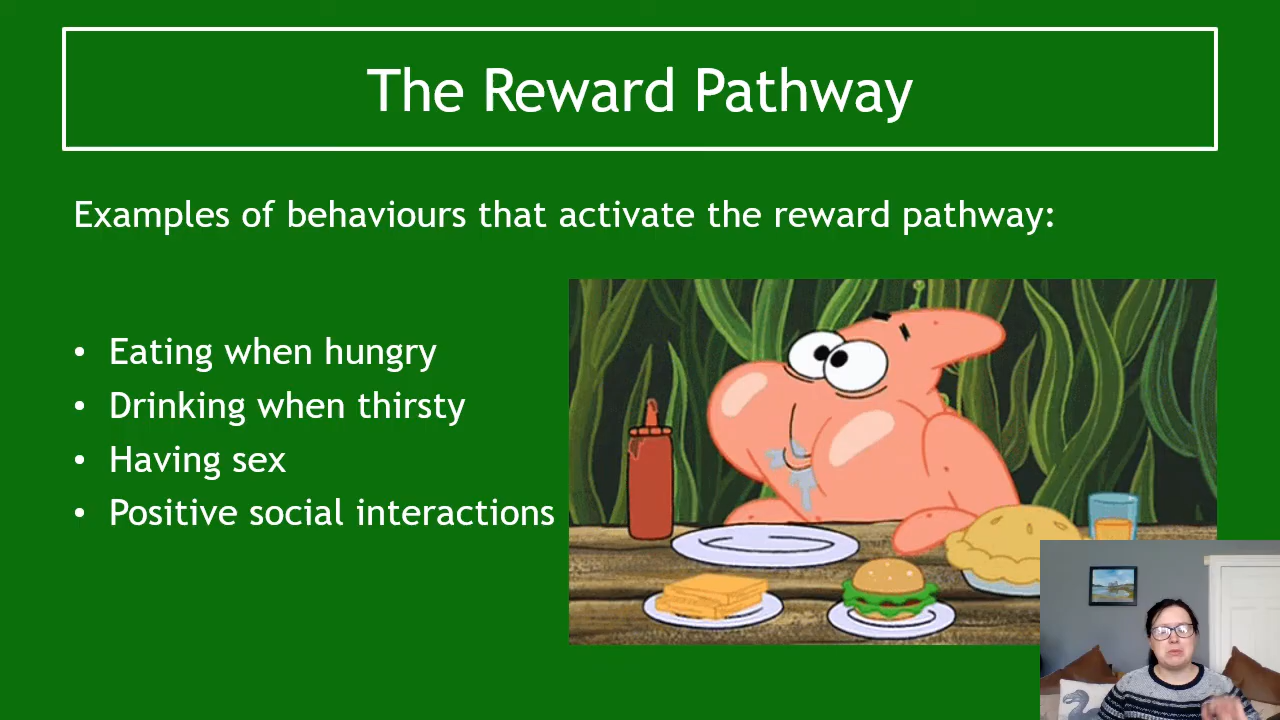 The Reward Pathway
Examples of behaviours that activate the reward pathway:
• Eating when hungry
• Drinking when thirsty
• Having sex
• Positive social interactions